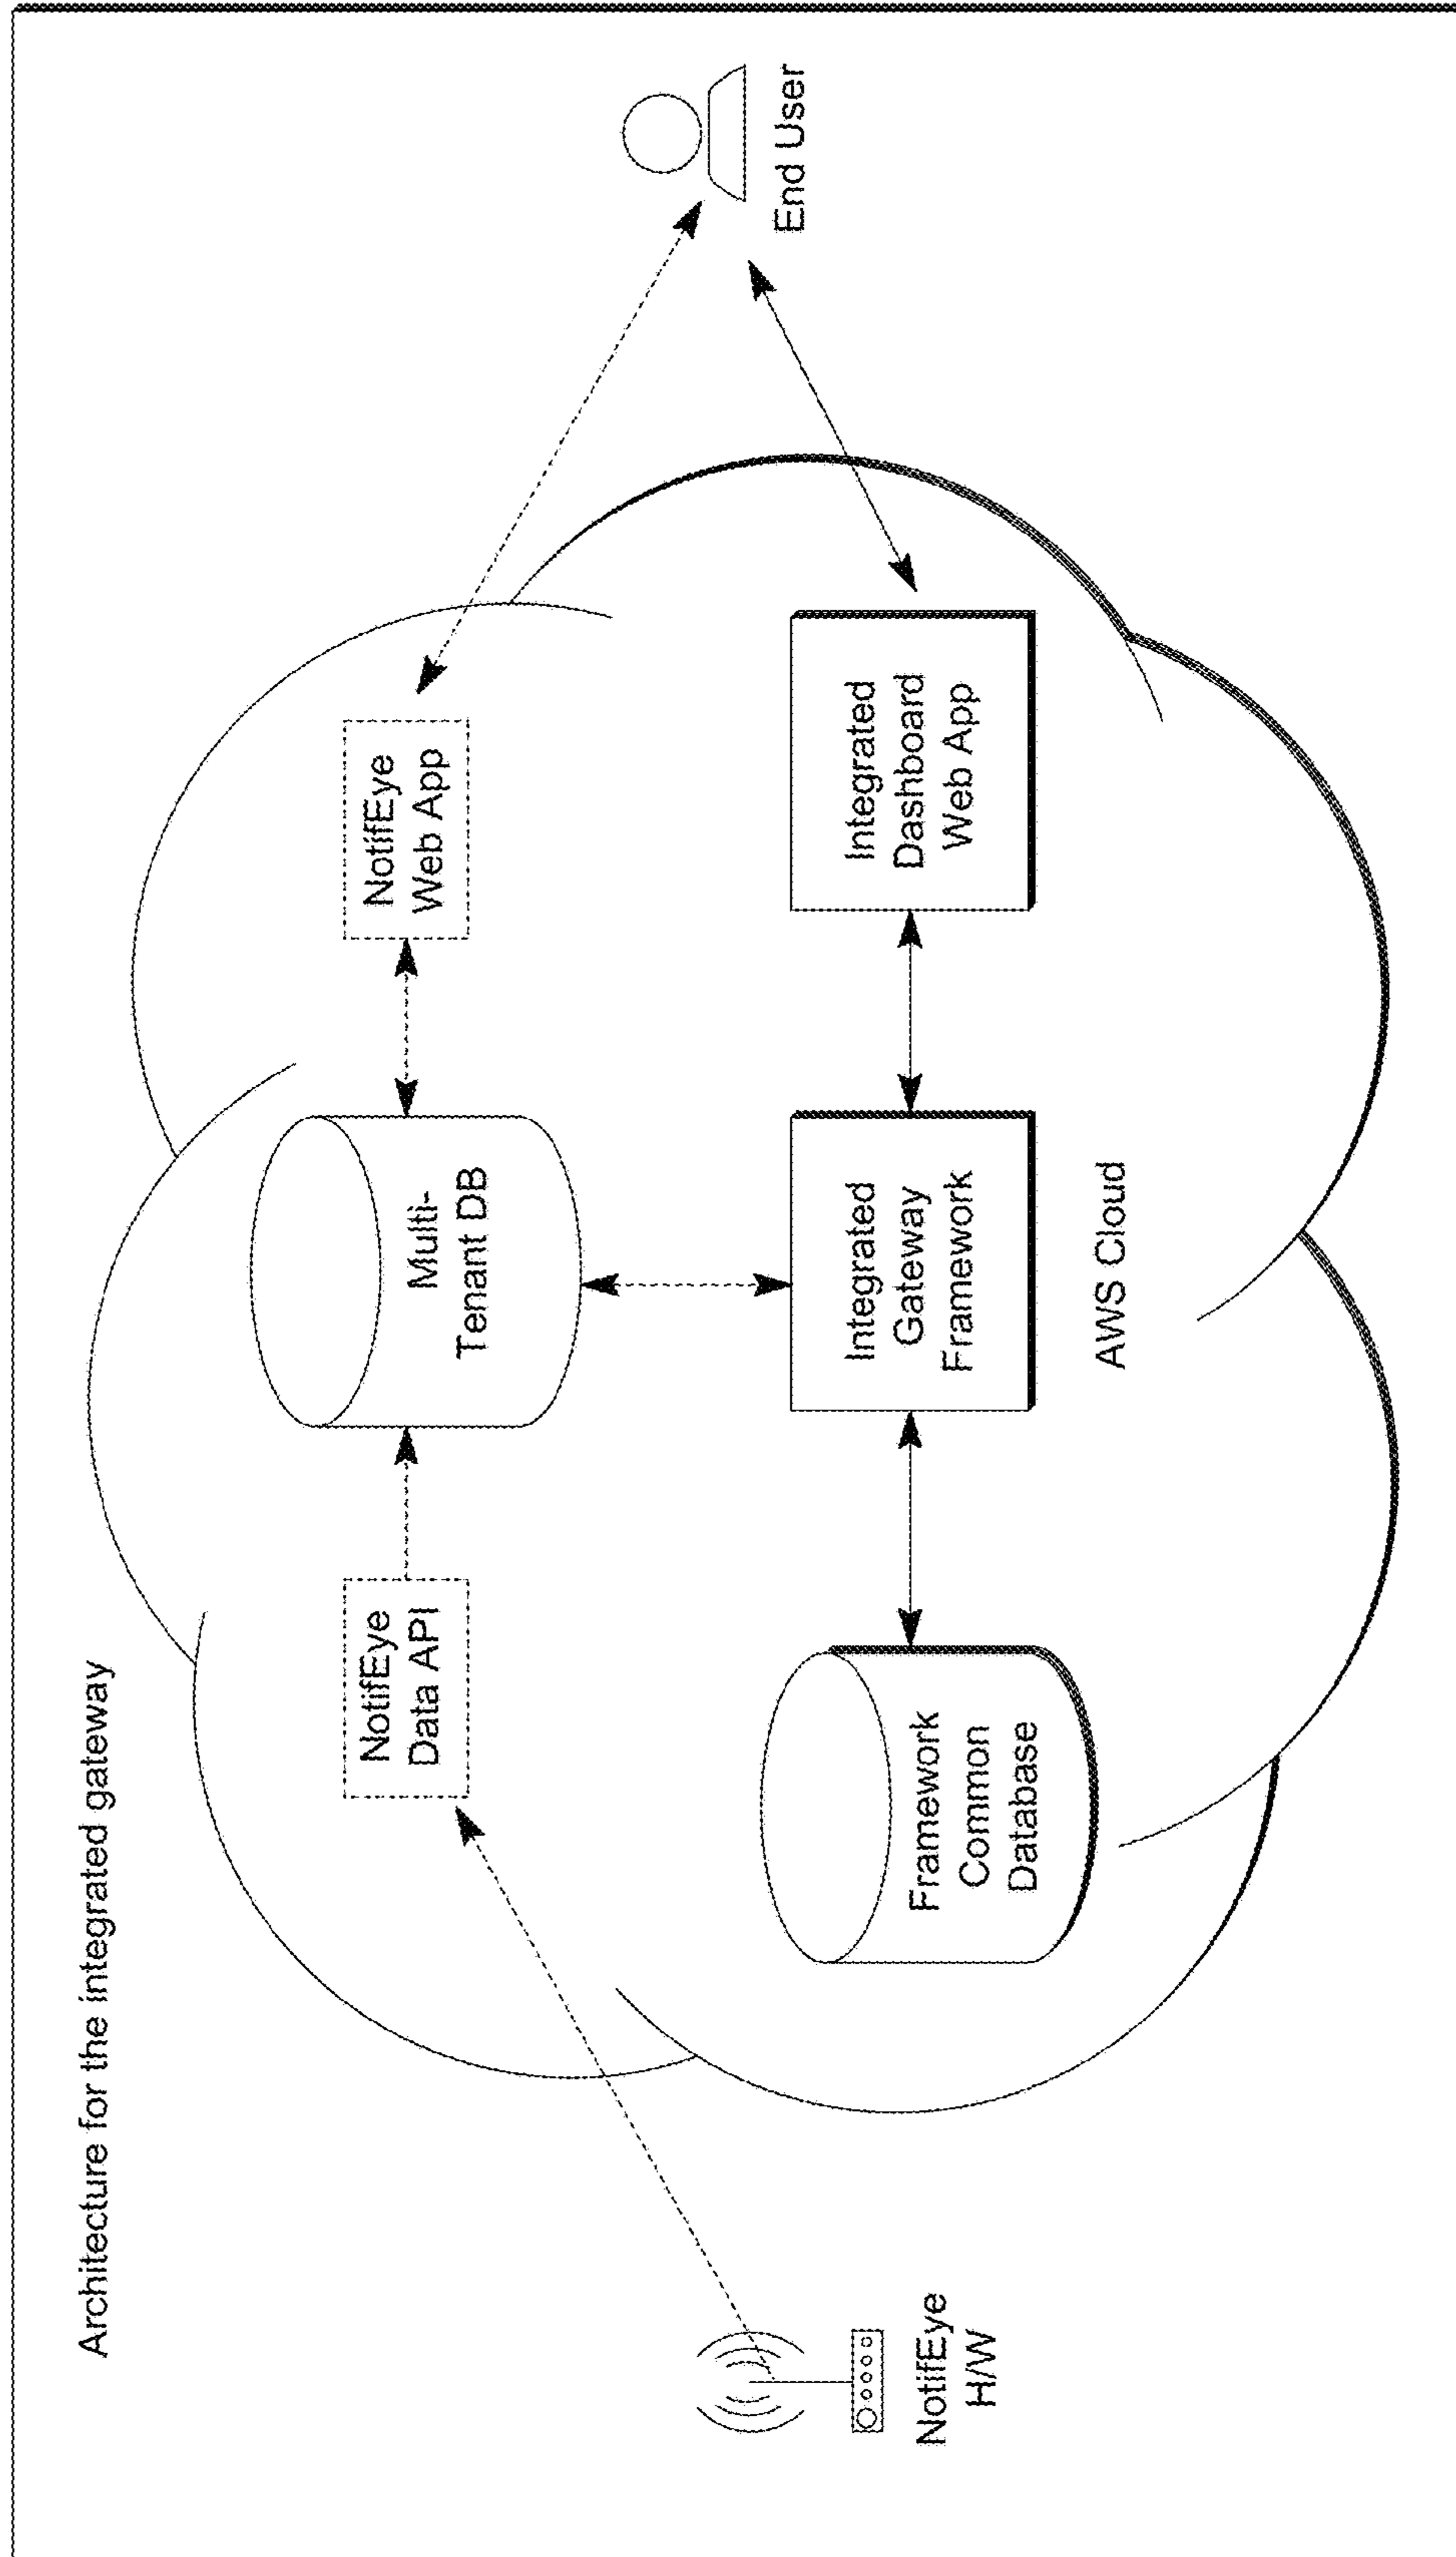 Architecture for the integrated gateway
NotifEye
H/W
NotifEye
Data API
Multi-
Tenant DB
NotifEye
Web App
Framework
Common
Database
Integrated
Gateway
Framework
Integrated
Dashboard
Web App
AWS Cloud
End User